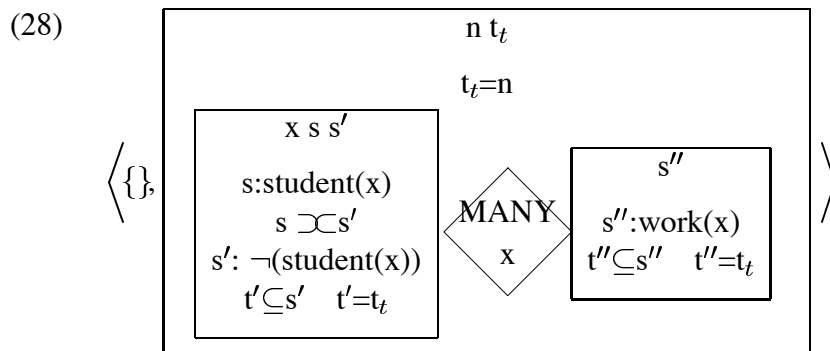 (28)
n t_t
t_t=n
⟨{},
x s s′
s:student(x)
s ⊃⊂s′
s′: ¬(student(x))
t′⊆s′ t′=t_t
MANY
x
s′′
s′′:work(x)
t′′⊆s′′ t′′=t_t
⟩